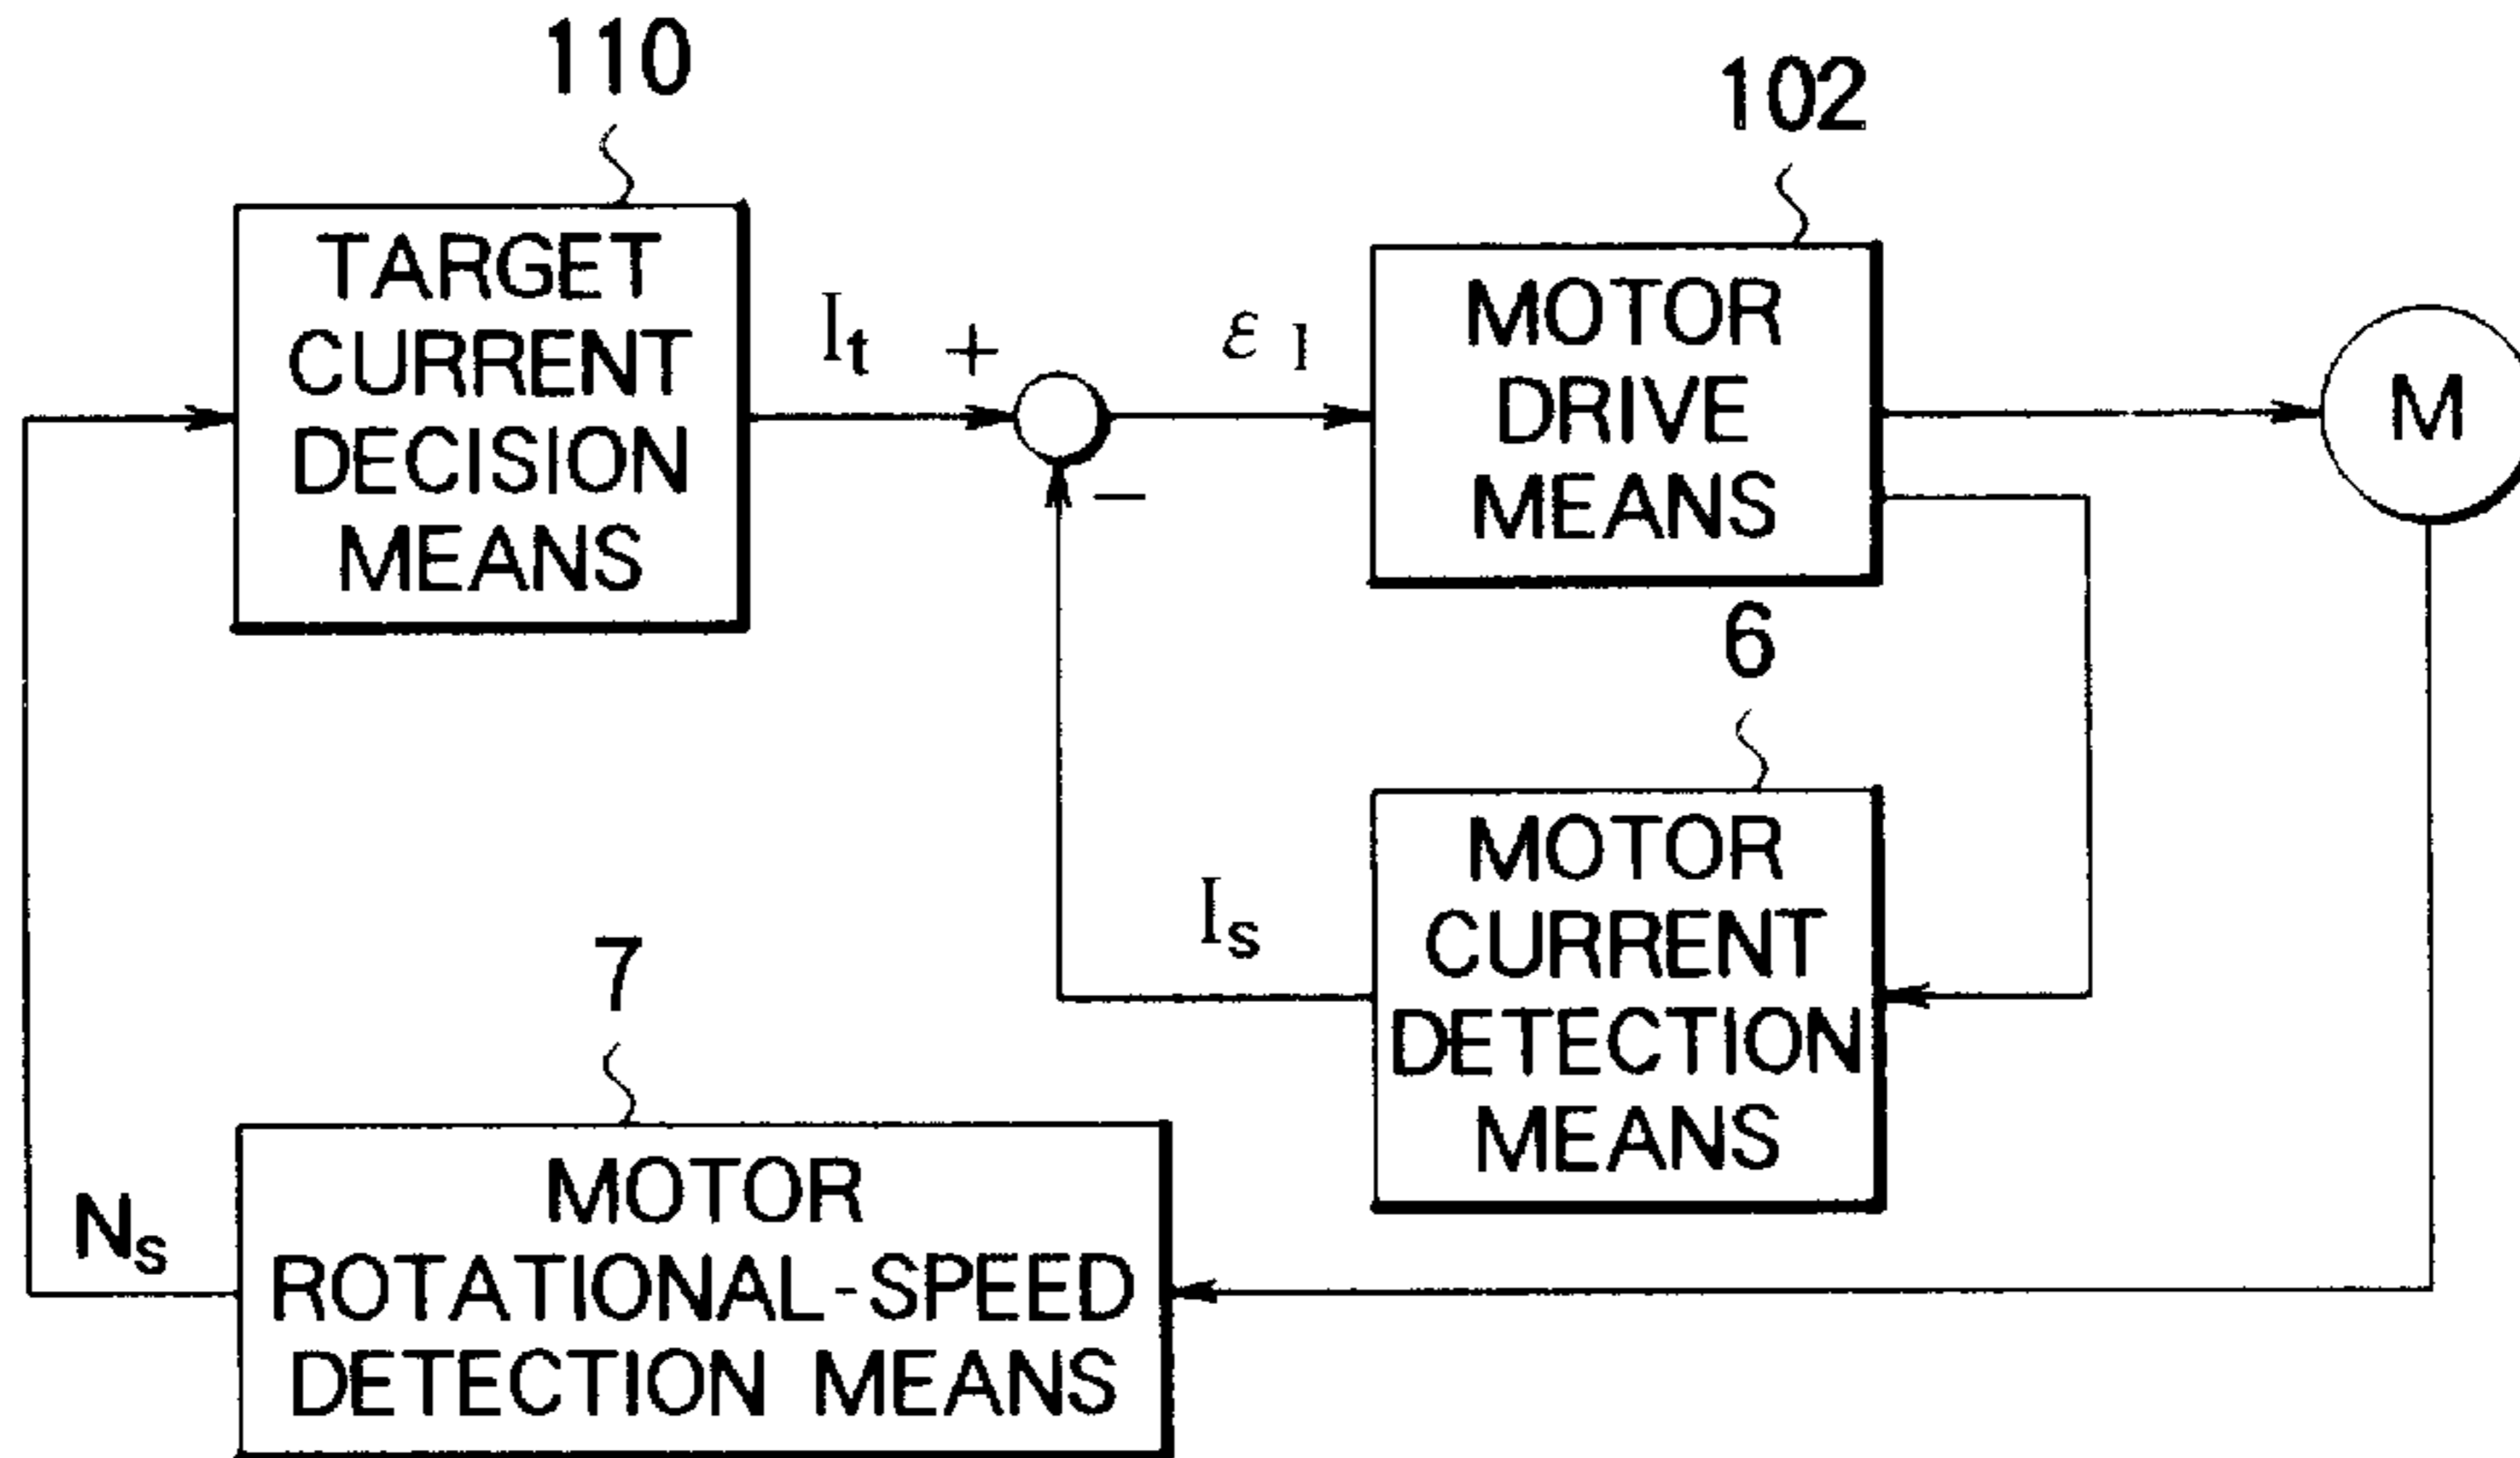 110
TARGET
CURRENT
DECISION
MEANS
It
+
−
ε1
102
MOTOR
DRIVE
MEANS
M
6
MOTOR
CURRENT
DETECTION
MEANS
Is
7
MOTOR
ROTATIONAL-SPEED
DETECTION MEANS
Ns